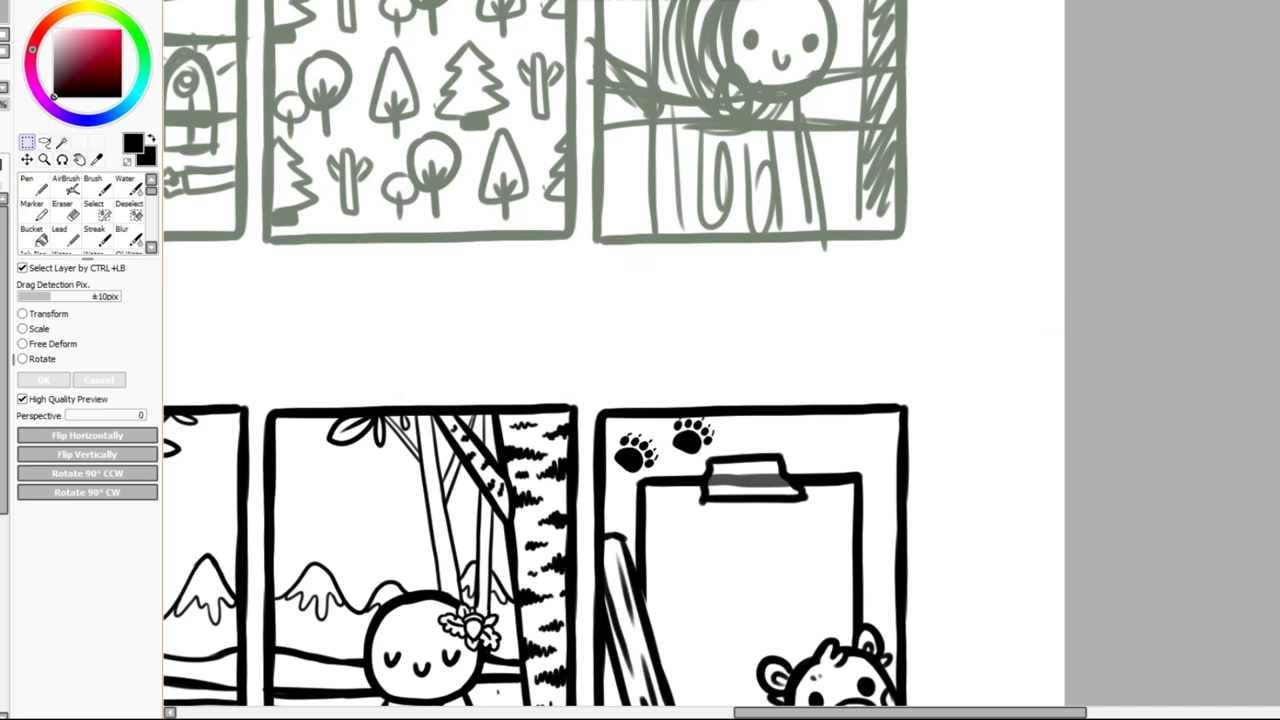 %
Pen AirBrush Brush Water
Marker Eraser Select Deselect
Bucket Lead Streak Blur
Select Layer by CTRL+LB
Drag Detection Pix.
±10pix
Transform
Scale
Free Deform
Rotate
OK Cancel
High Quality Preview
Perspective 0
Flip Horizontally
Flip Vertically
Rotate 90° CCW
Rotate 90° CW